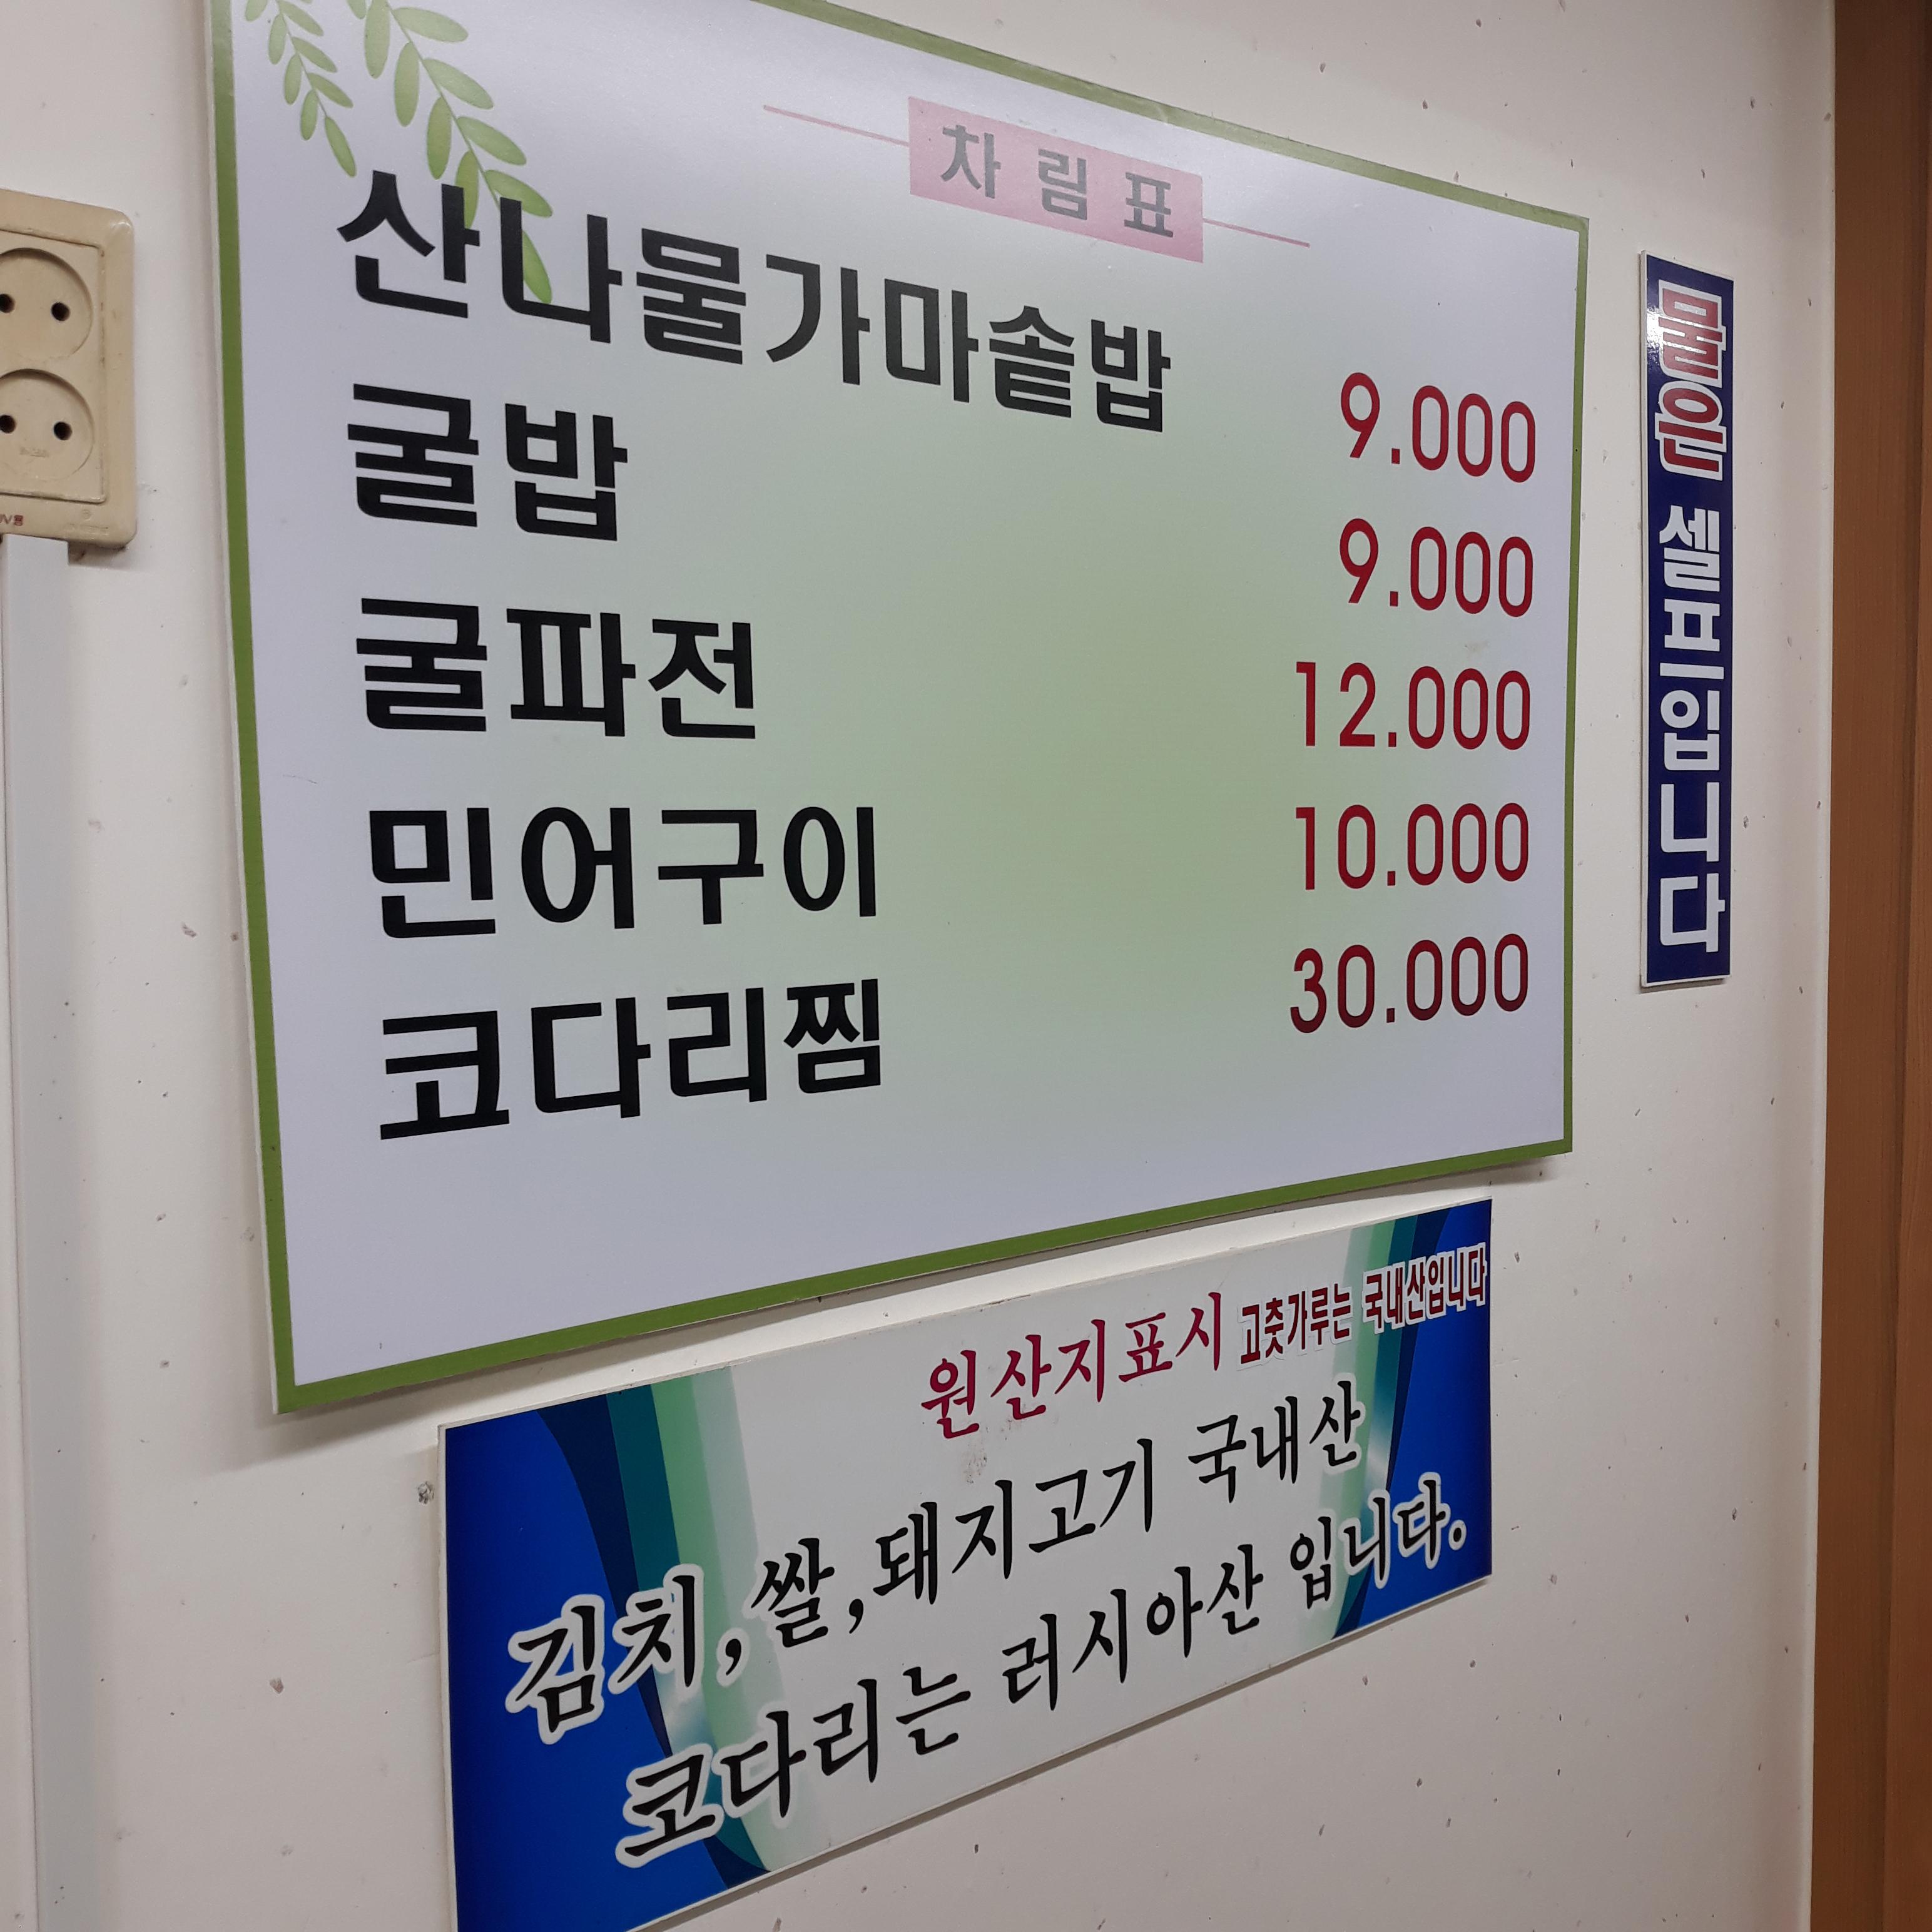 차림표
산나물가마솥밥 9.000
굴밥 9.000
굴파전 12.000
민어구이 10.000
코다리찜 30.000
물은 셀프입니다
원산지표시 고춧가루는 국내산입니다
김치,쌀,돼지고기 국내산
코다리는 러시아산 입니다.